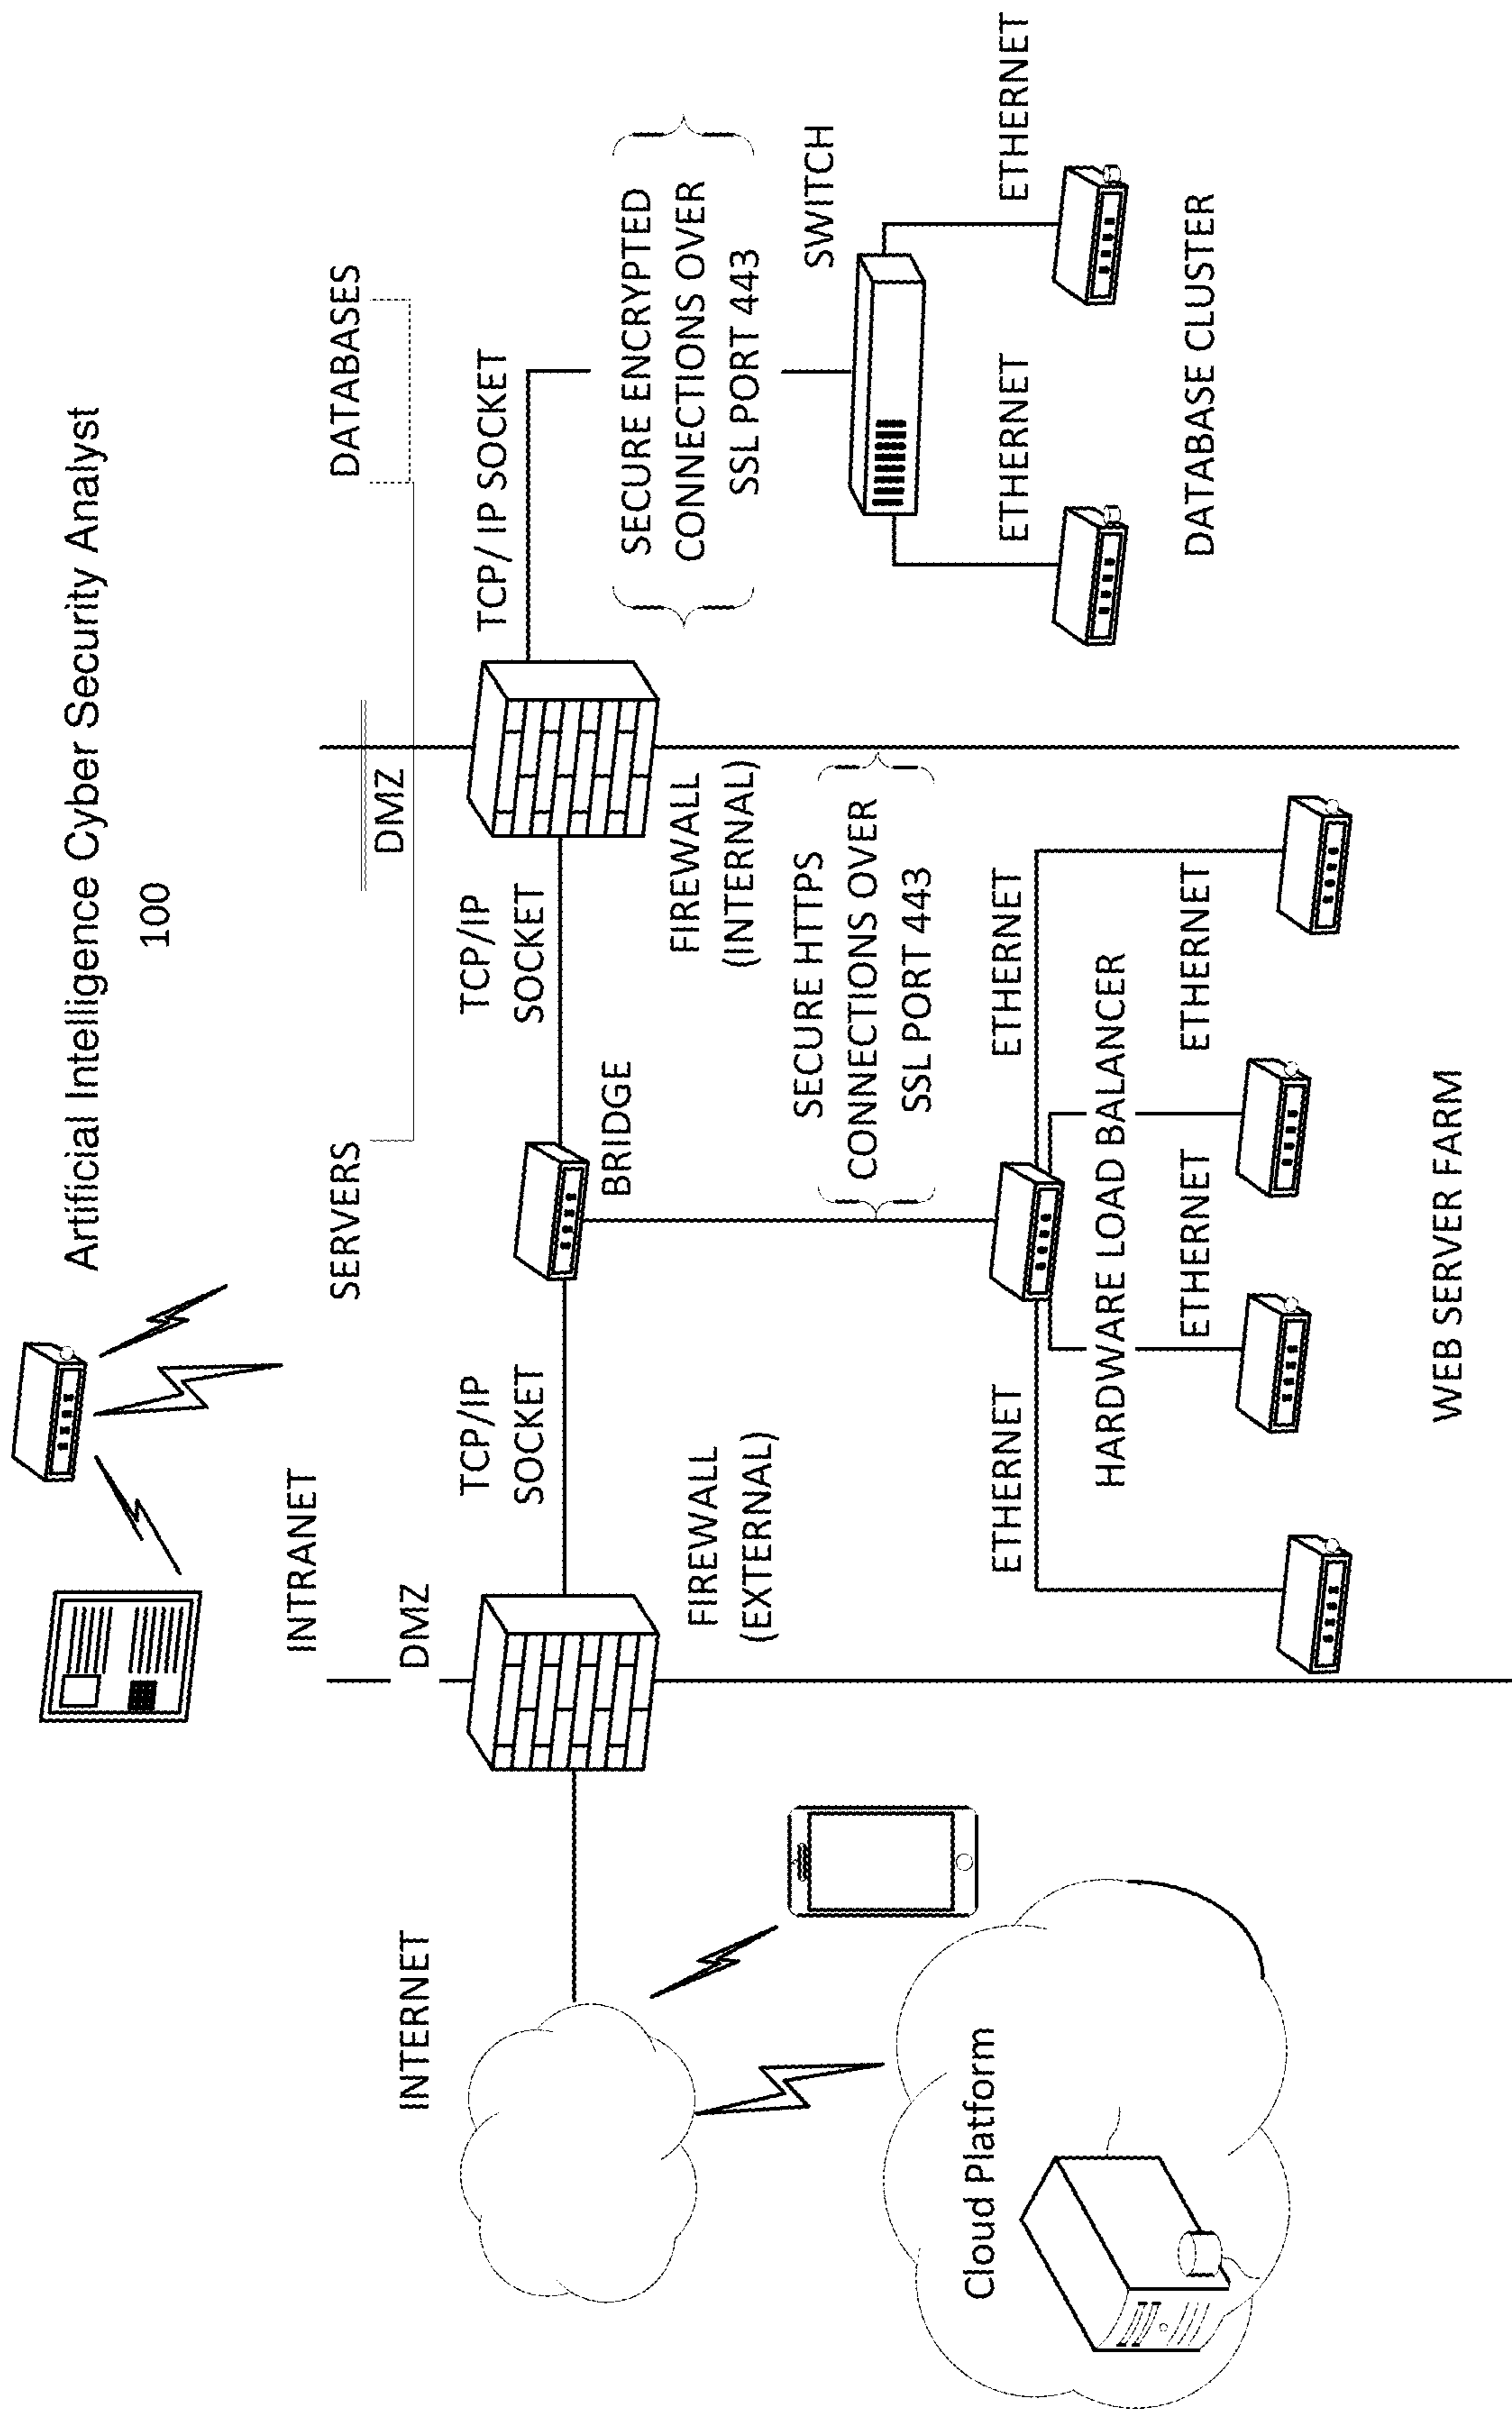 Artificial Intelligence Cyber Security Analyst
100
INTRANET
SERVERS
DATABASES
INTERNET
DMZ
DMZ
TCP/IP
SOCKET
TCP/IP
SOCKET
TCP/ IP SOCKET
BRIDGE
FIREWALL
(EXTERNAL)
FIREWALL
(INTERNAL)
SECURE ENCRYPTED
CONNECTIONS OVER
SSL PORT 443
SECURE HTTPS
CONNECTIONS OVER
SSL PORT 443
SWITCH
Cloud Platform
ETHERNET
ETHERNET
ETHERNET
ETHERNET
HARDWARE LOAD BALANCER
ETHERNET
ETHERNET
DATABASE CLUSTER
WEB SERVER FARM